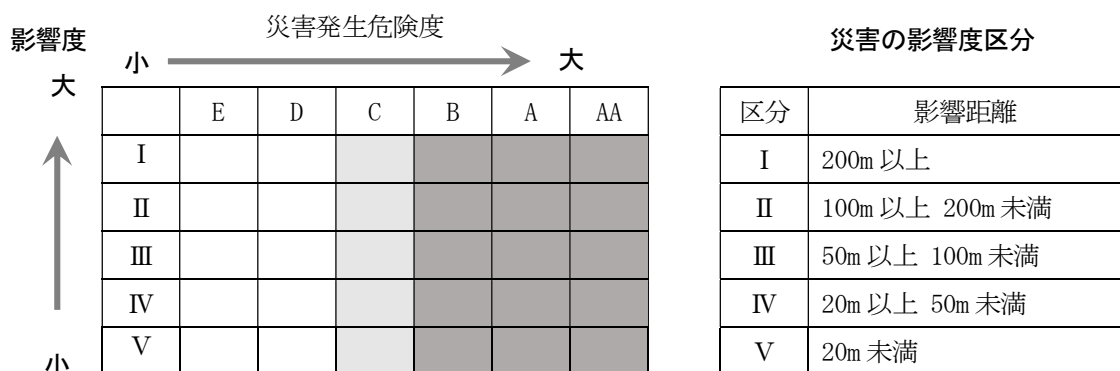 災害発生危険度
影響度
小
大
大
E D C B A AA
Ⅰ
Ⅱ
Ⅲ
Ⅳ
Ⅴ
小
災害の影響度区分
区分 影響距離
Ⅰ 200m 以上
Ⅱ 100m 以上 200m 未満
Ⅲ 50m 以上 100m 未満
Ⅳ 20m 以上 50m 未満
Ⅴ 20m 未満